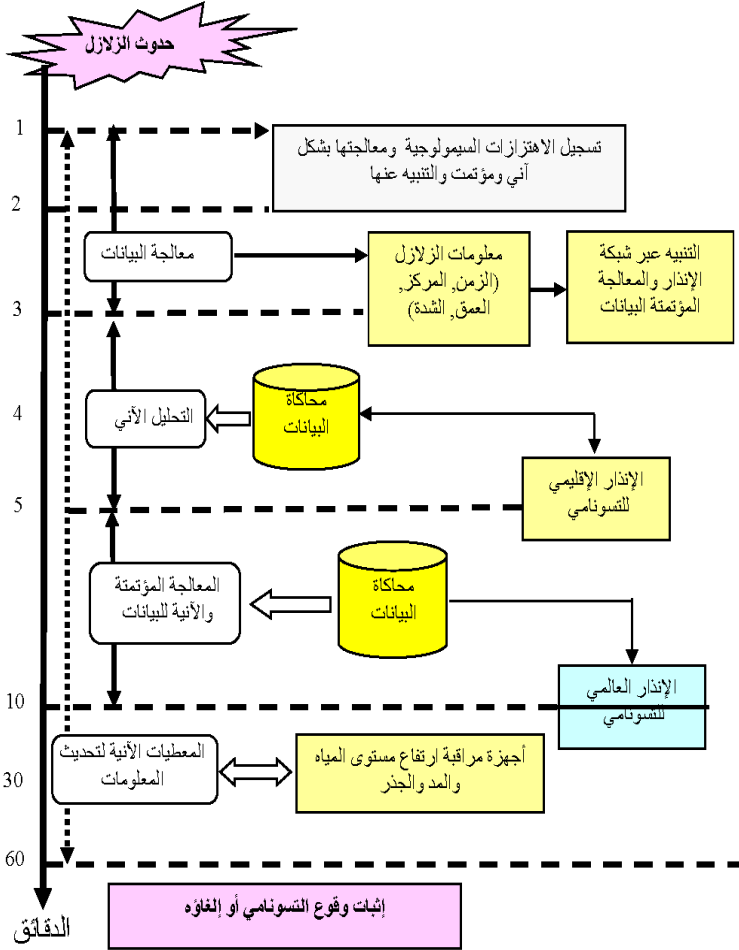 حدوث الزلازل
1
تسجيل الاهتزازات السيمولوجية ومعالجتها بشكل
آني ومؤتمت والتنبيه عنها
2
معالجة البيانات
معلومات الزلازل
(الزمن, المركز,
العمق, الشدة)
التنبيه عبر شبكة
الإنذار والمعالجة
المؤتمتة البيانات
3
4
التحليل الآني
محاكاة
البيانات
الإنذار الإقليمي
للتسونامي
5
المعالجة المؤتمتة
والآنية للبيانات
محاكاة
البيانات
الإنذار العالمي
للتسونامي
10
المعطيات الآنية لتحديث
المعلومات
أجهزة مراقبة ارتفاع مستوى المياه
والمد والجذر
30
60
إثبات وقوع التسونامي أو إلغاؤه
الدقائق